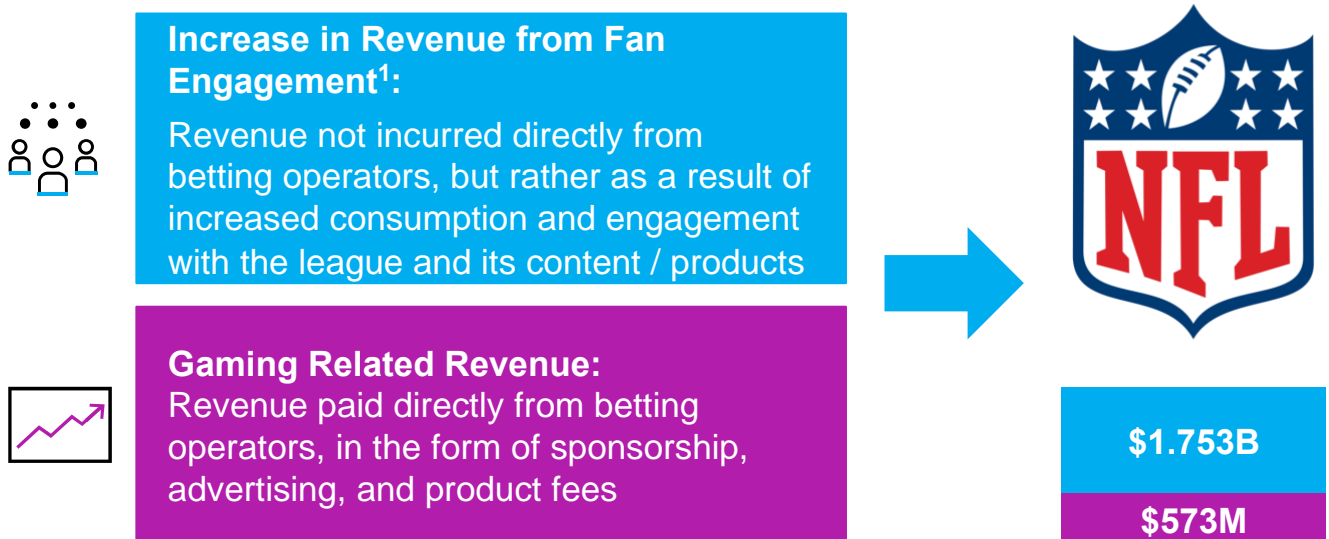 Increase in Revenue from Fan
Engagement¹:
Revenue not incurred directly from
betting operators, but rather as a result of
increased consumption and engagement
with the league and its content / products
Gaming Related Revenue:
Revenue paid directly from betting
operators, in the form of sponsorship,
advertising, and product fees
NFL
$1.753B
$573M